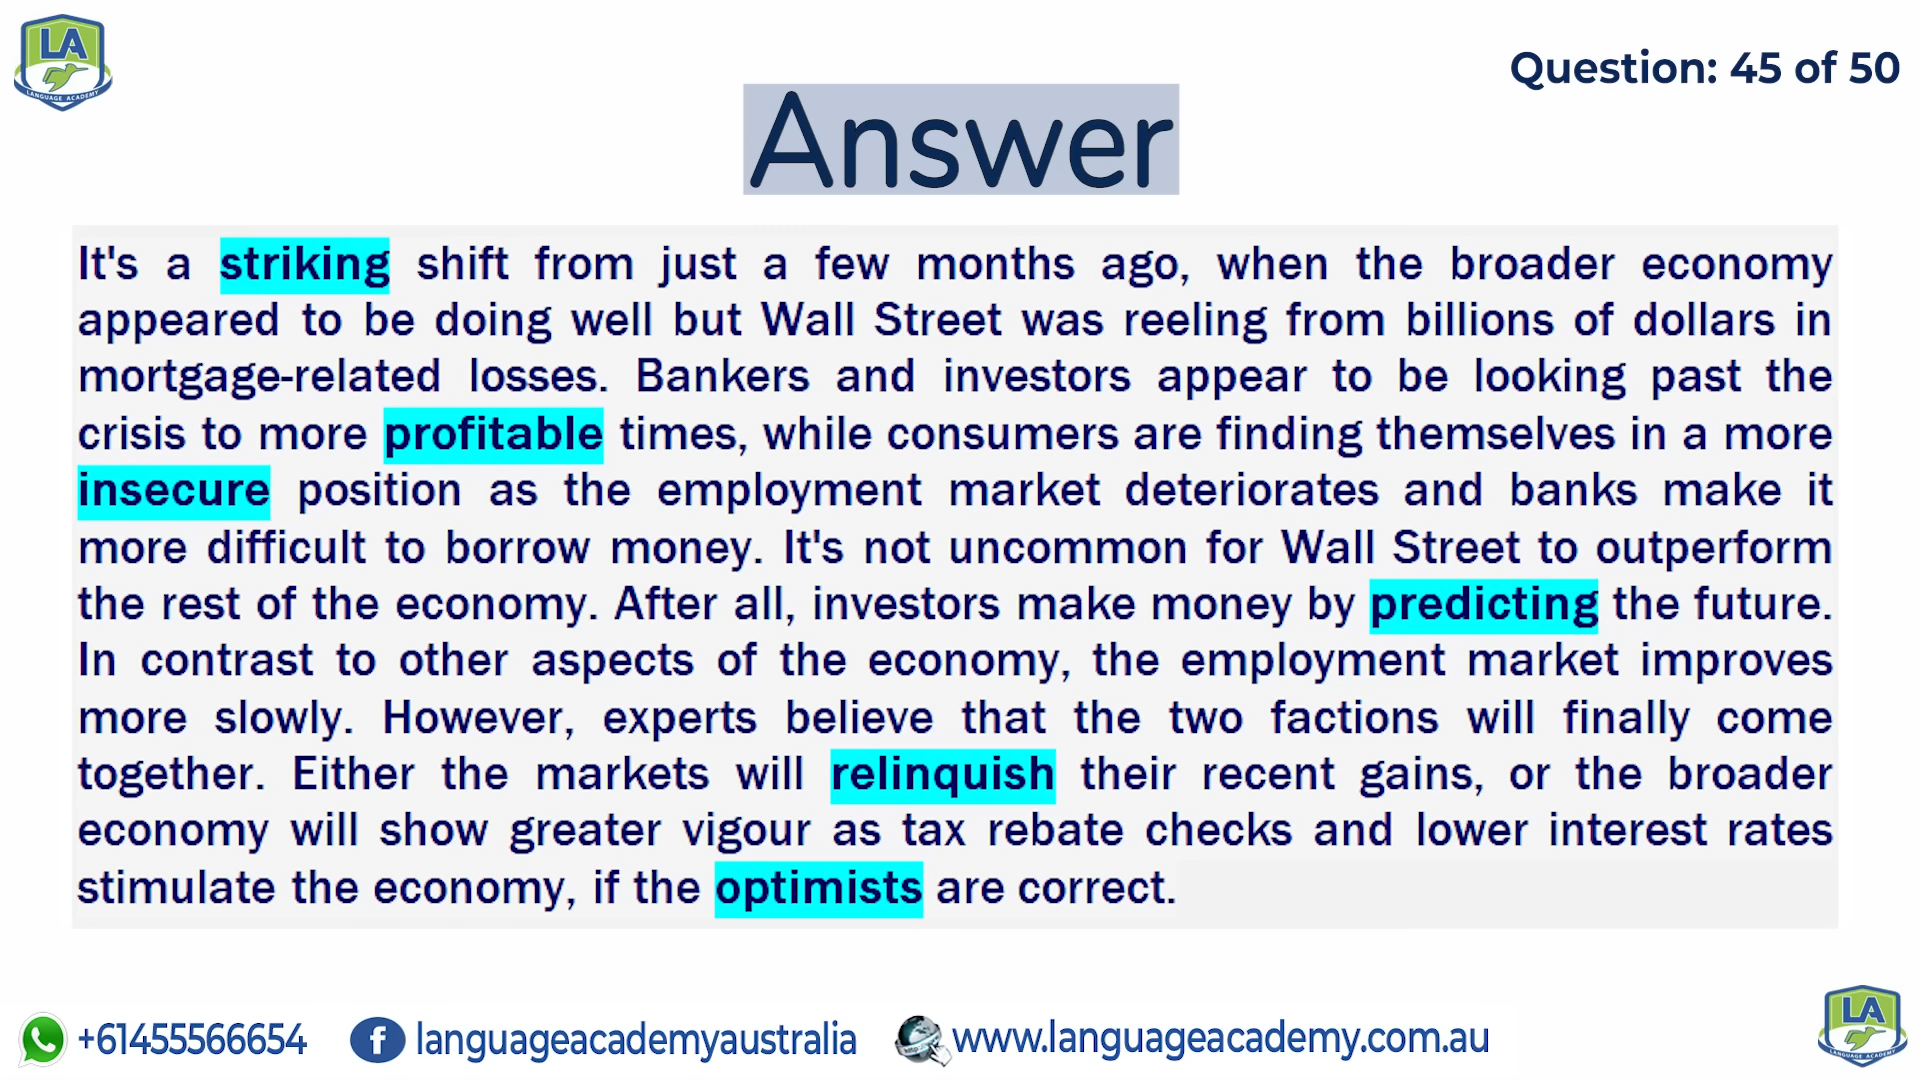 LA
LANGUAGE ACADEMY
Question: 45 of 50
Answer
It's a striking shift from just a few months ago, when the broader economy
appeared to be doing well but Wall Street was reeling from billions of dollars in
mortgage-related losses. Bankers and investors appear to be looking past the
crisis to more profitable times, while consumers are finding themselves in a more
insecure position as the employment market deteriorates and banks make it
more difficult to borrow money. It's not uncommon for Wall Street to outperform
the rest of the economy. After all, investors make money by predicting the future.
In contrast to other aspects of the economy, the employment market improves
more slowly. However, experts believe that the two factions will finally come
together. Either the markets will relinquish their recent gains, or the broader
economy will show greater vigour as tax rebate checks and lower interest rates
stimulate the economy, if the optimists are correct.
+61455566654
f languageacademyaustralia
http:// www.languageacademy.com.au
LA
LANGUAGE ACADEMY